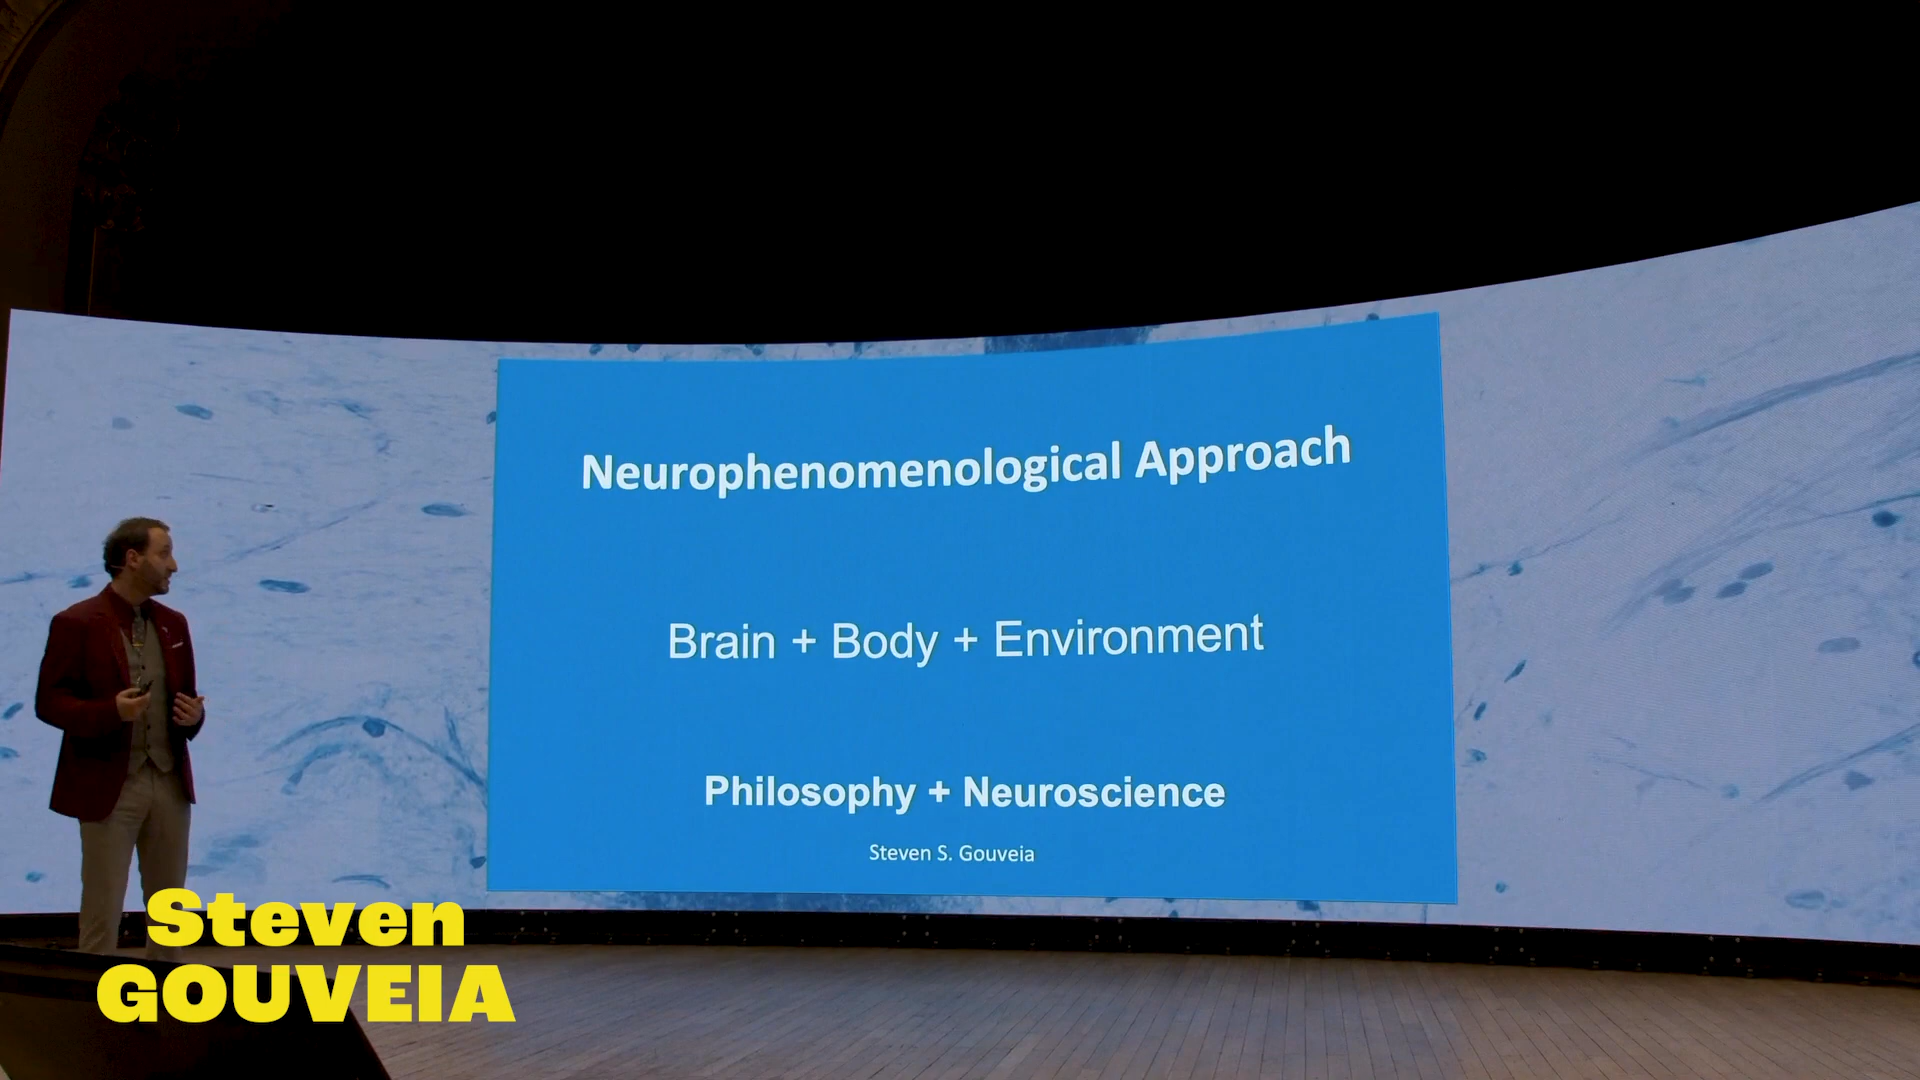 Neurophenomenological Approach
Brain + Body + Environment
Philosophy + Neuroscience
Steven S. Gouveia
Steven
GOUVEIA